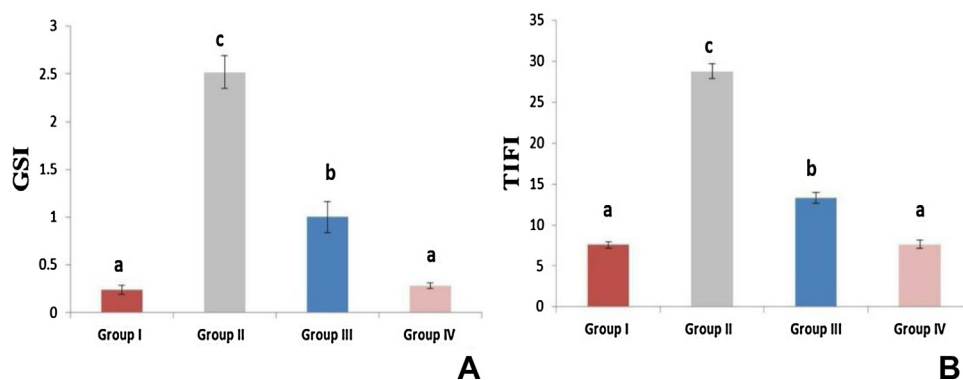 GSI
3
2.5
2
1.5
1
0.5
0
a
c
b
a
Group I Group II Group III Group IV
A
TIFI
35
30
25
20
15
10
5
0
a
c
b
a
Group I Group II Group III Group IV
B